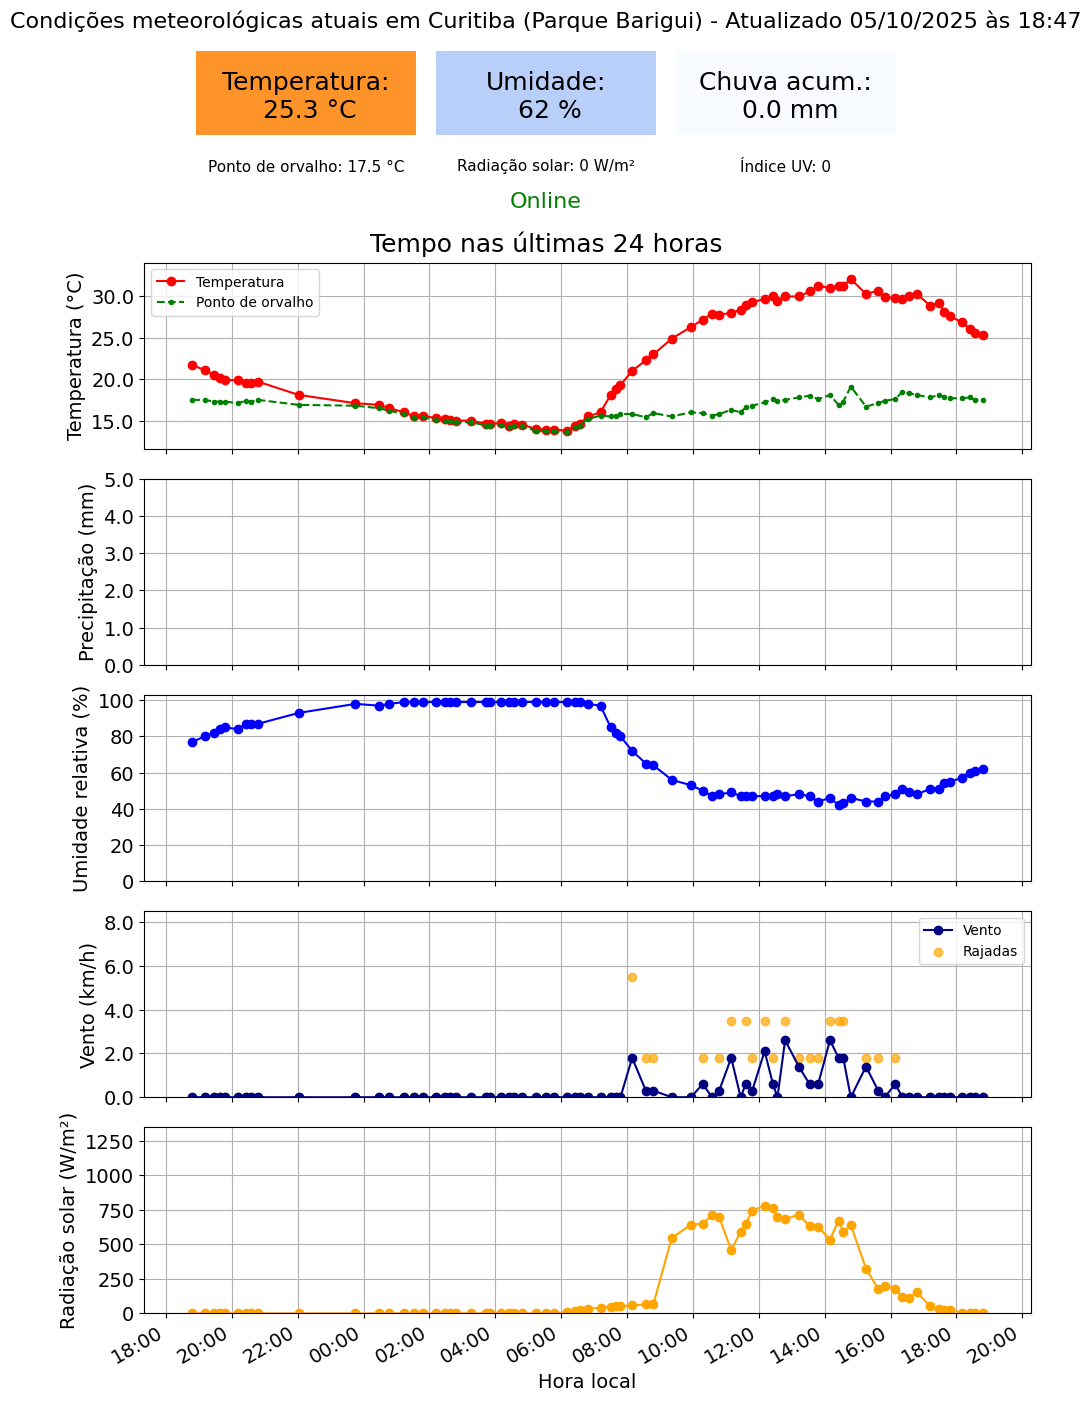 Condições meteorológicas atuais em Curitiba (Parque Barigui) - Atualizado 05/10/2025 às 18:47
Temperatura:
25.3 °C
Umidade:
62 %
Chuva acum.:
0.0 mm
Ponto de orvalho: 17.5 °C
Radiação solar: 0 W/m²
Índice UV: 0
Online
Tempo nas últimas 24 horas
Temperatura (°C)
30.0
25.0
20.0
15.0
Temperatura
Ponto de orvalho
Precipitação (mm)
5.0
4.0
3.0
2.0
1.0
0.0
Umidade relativa (%)
100
80
60
40
20
0
Vento (km/h)
8.0
6.0
4.0
2.0
0.0
Vento
Rajadas
Radiação solar (W/m²)
1250
1000
750
500
250
0
18:00
20:00
22:00
00:00
02:00
04:00
06:00
08:00
10:00
12:00
14:00
16:00
18:00
20:00
Hora local